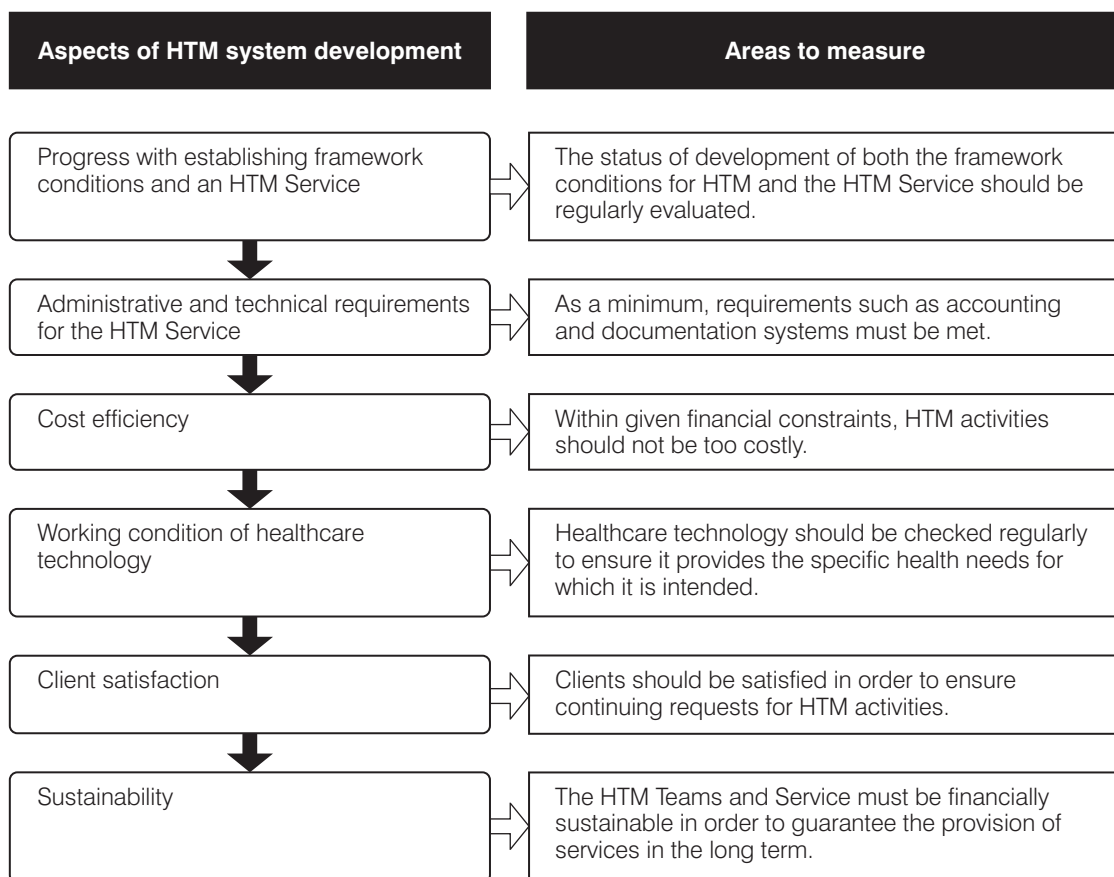 Aspects of HTM system development
Areas to measure
Progress with establishing framework
conditions and an HTM Service
The status of development of both the framework
conditions for HTM and the HTM Service should be
regularly evaluated.
Administrative and technical requirements
for the HTM Service
As a minimum, requirements such as accounting
and documentation systems must be met.
Cost efficiency
Within given financial constraints, HTM activities
should not be too costly.
Working condition of healthcare
technology
Healthcare technology should be checked regularly
to ensure it provides the specific health needs for
which it is intended.
Client satisfaction
Clients should be satisfied in order to ensure
continuing requests for HTM activities.
Sustainability
The HTM Teams and Service must be financially
sustainable in order to guarantee the provision of
services in the long term.